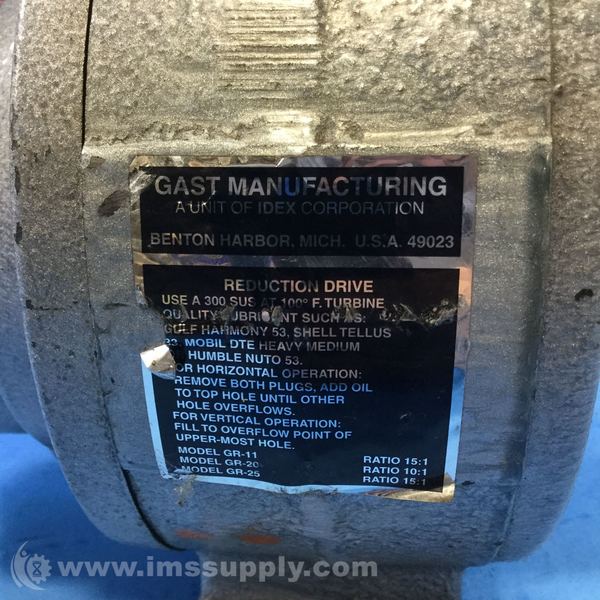 GAST MANUFACTURING
A UNIT OF IDEX CORPORATION
BENTON HARBOR, MICH. U.S.A. 49023
REDUCTION DRIVE
USE A 300 SUS AT 100° F. TURBINE
QUALITY LUBRICANT SUCH AS:
GULF HARMONY 53, SHELL TELLUS
33, MOBIL DTE HEAVY MEDIUM
HUMBLE NUTO 53.
FOR HORIZONTAL OPERATION:
REMOVE BOTH PLUGS, ADD OIL
TO TOP HOLE UNTIL OTHER
HOLE OVERFLOWS.
FOR VERTICAL OPERATION:
FILL TO OVERFLOW POINT OF
UPPER-MOST HOLE.
MODEL GR-11 RATIO 15:1
MODEL GR-20 RATIO 10:1
MODEL GR-25 RATIO 15:1
© www.imssupply.com